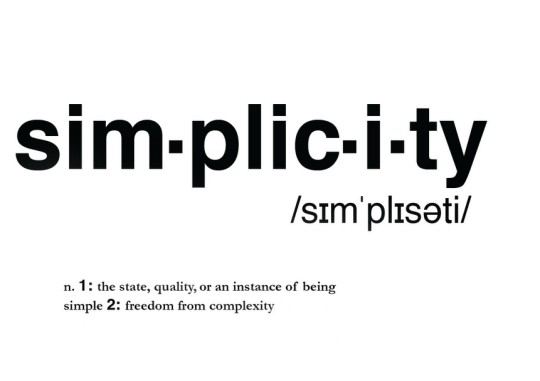 sim·plic·i·ty
/sɪmˈplɪsəti/
n. 1: the state, quality, or an instance of being
simple 2: freedom from complexity